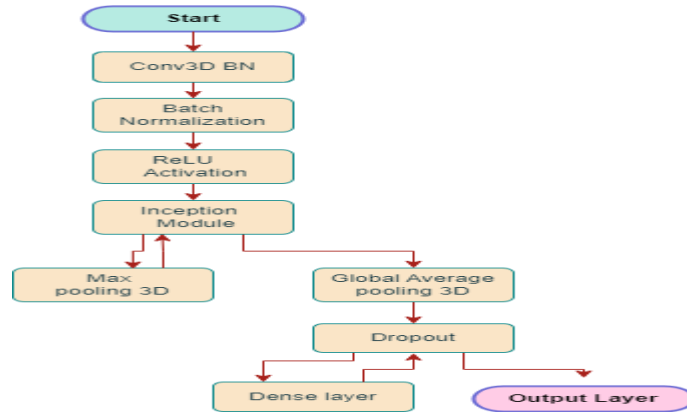 Start
Conv3D BN
Batch
Normalization
ReLU
Activation
Inception
Module
Max
pooling 3D
Global Average
pooling 3D
Dropout
Dense layer
Output Layer